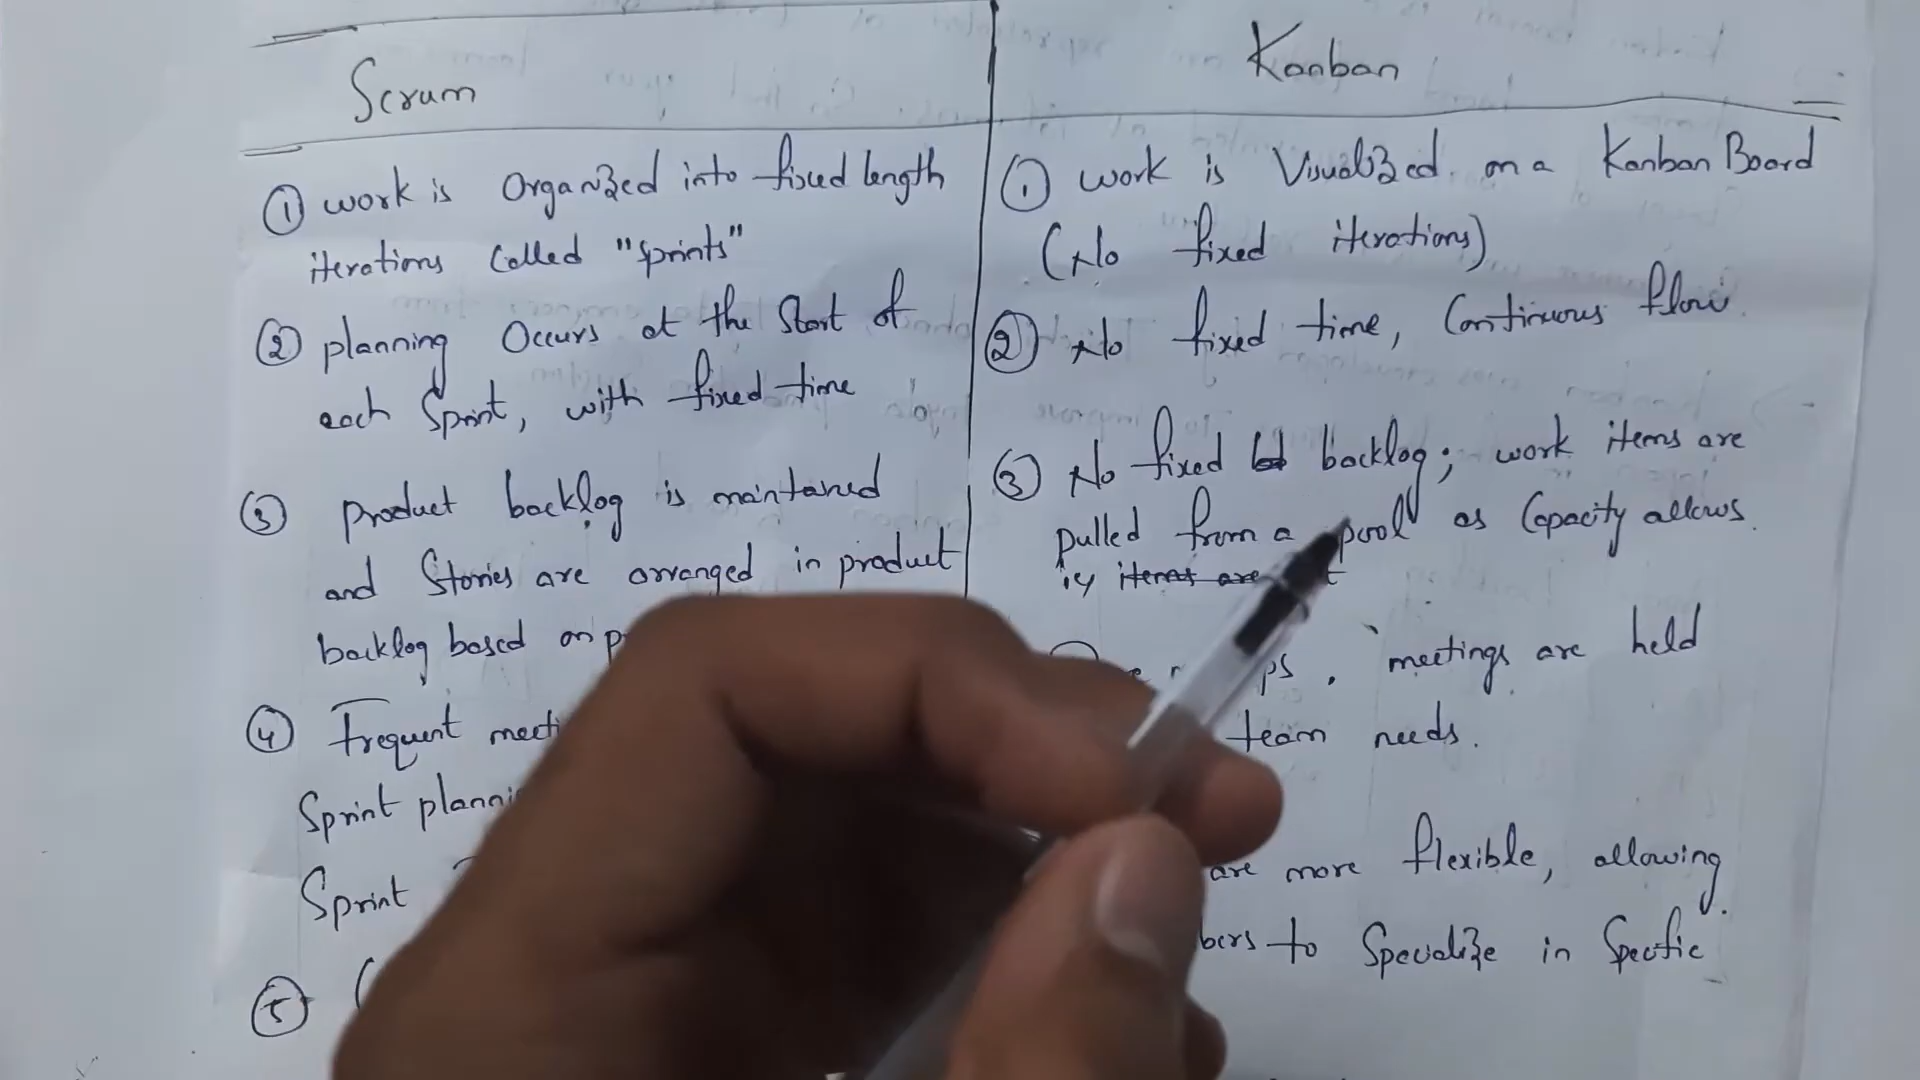 Scrum
① work is Organized into fixed length
iterations Called "sprints"
② planning Occurs at the Start of
each Sprint, with fixed time
③ product backlog is maintained
and Stories are arranged in product
backlog based on
④ Frequent
Sprint
Sprint
⑤
Kanban
① work is Visualized on a Kanban Board
(No fixed iterations)
② No fixed time, Continuous flow
③ No fixed backlog; work items are
pulled from a pool as Capacity allows.
items are
meetings are held
team needs.
are more flexible, allowing
to Specialize in Specific